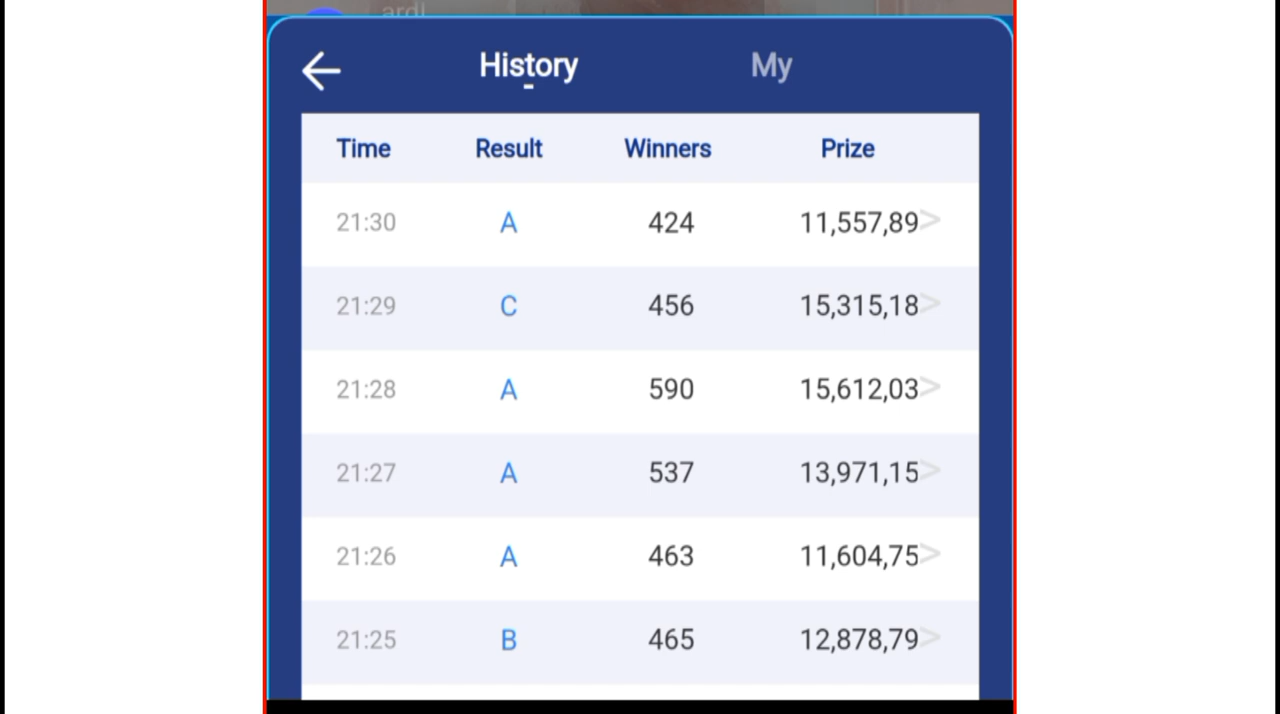 ardi
History My
Time Result Winners Prize
21:30 A 424 11,557,89>
21:29 C 456 15,315,18>
21:28 A 590 15,612,03>
21:27 A 537 13,971,15>
21:26 A 463 11,604,75>
21:25 B 465 12,878,79>